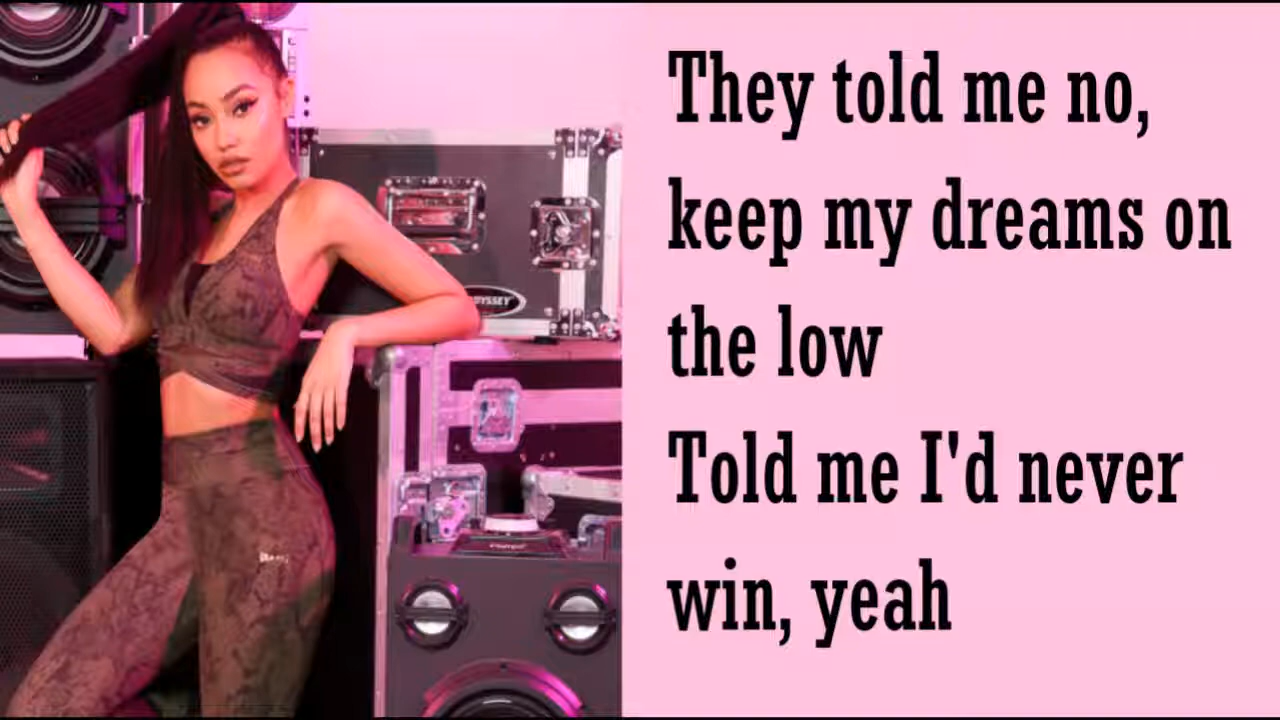 They told me no,
keep my dreams on
the low
Told me I'd never
win, yeah